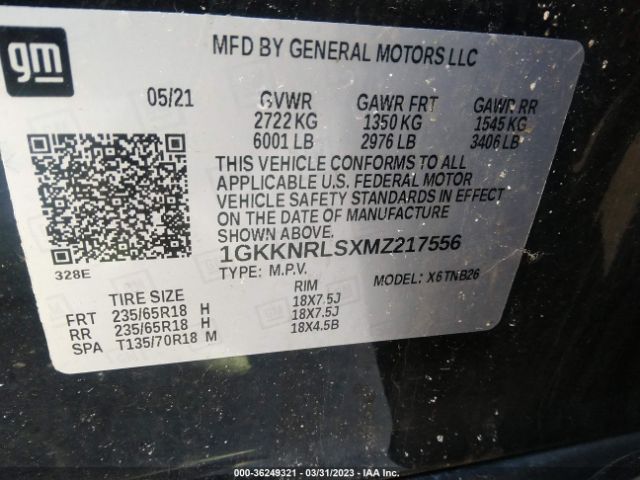 gm
MFD BY GENERAL MOTORS LLC
05/21 GVWR GAWR FRT GAWR RR
2722 KG 1350 KG 1545 KG
6001 LB 2976 LB 3406 LB
THIS VEHICLE CONFORMS TO ALL
APPLICABLE U.S. FEDERAL MOTOR
VEHICLE SAFETY STANDARDS IN EFFECT
ON THE DATE OF MANUFACTURE
SHOWN ABOVE.
1GKKNRLSXMZ217556
328E
TYPE: M.P.V. MODEL: X6TNB26
TIRE SIZE RIM
FRT 235/65R18 H 18X7.5J
RR 235/65R18 H 18X7.5J
SPA T135/70R18 M 18X4.5B
000-36249321 - 03/31/2023 - IAA Inc.